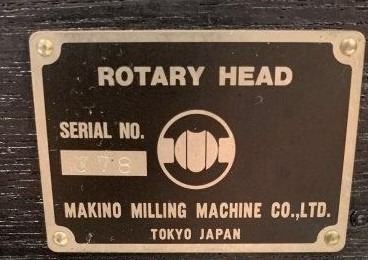 ROTARY HEAD
SERIAL NO.
MAKINO MILLING MACHINE CO.,LTD.
TOKYO JAPAN